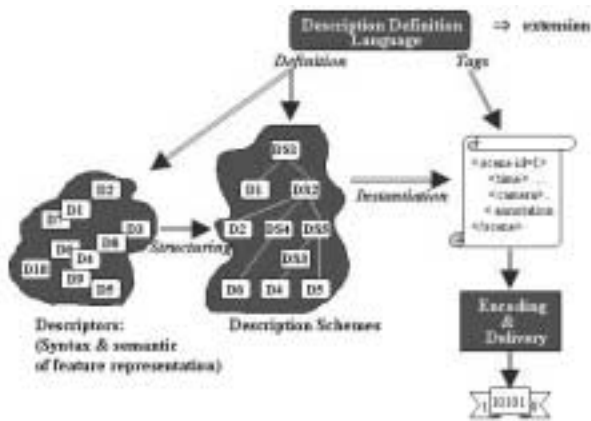 Description Definition
Language
⇒ extension
Definition
Tags
DS1
D1
DS2
D2
DS4
DS5
DS3
D6
D4
D5
D2
D1
D7
D3
D8
D6
D4
D10
D9
D5
Structuring
Instantiation
<scene id=1>
<time> ...
<camera>..
<annotation
</scene>
Descriptors:
(Syntax & semantic
of feature representation)
Description Schemes
Encoding
&
Delivery
1 10101 0